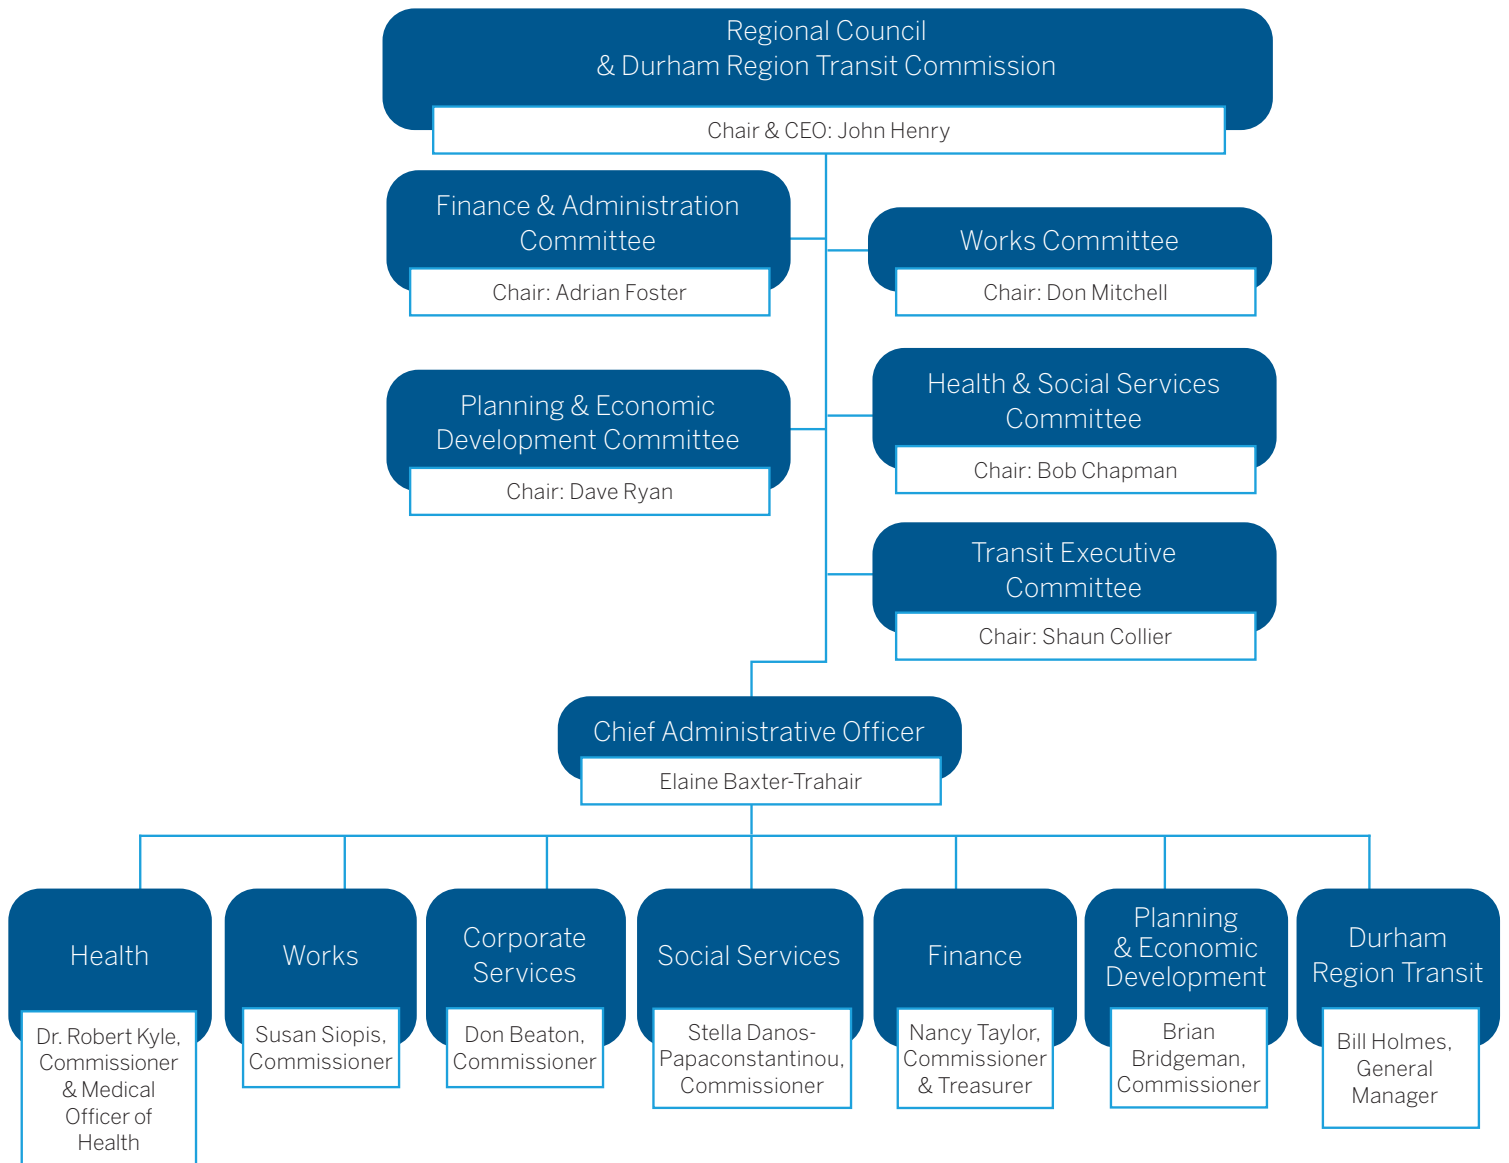 Regional Council
& Durham Region Transit Commission
Chair & CEO: John Henry
Finance & Administration
Committee
Chair: Adrian Foster
Works Committee
Chair: Don Mitchell
Planning & Economic
Development Committee
Chair: Dave Ryan
Health & Social Services
Committee
Chair: Bob Chapman
Transit Executive
Committee
Chair: Shaun Collier
Chief Administrative Officer
Elaine Baxter-Trahair
Health
Dr. Robert Kyle,
Commissioner
& Medical
Officer of
Health
Works
Susan Siopis,
Commissioner
Corporate
Services
Don Beaton,
Commissioner
Social Services
Stella Danos-
Papaconstantinou,
Commissioner
Finance
Nancy Taylor,
Commissioner
& Treasurer
Planning
& Economic
Development
Brian
Bridgeman,
Commissioner
Durham
Region Transit
Bill Holmes,
General
Manager